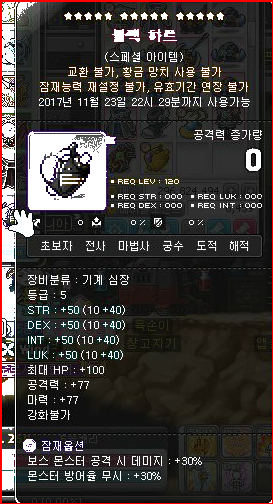 블랙 하트
(스페셜 아이템)
교환 불가, 황금 망치 사용 불가
잠재능력 재설정 불가, 유효기간 연장 불가
2017년 11월 23일 22시 29분까지 사용가능
공격력 증가량
0
REQ LEV : 120
REQ STR : 000 REQ LUK : 000
REQ DEX : 000 REQ INT : 000
0 0 % 0 %
초보자 전사 마법사 궁수 도적 해적
장비분류 : 기계 심장
등급 : 5
STR : +50 (10 +40)
DEX : +50 (10 +40)
INT : +50 (10 +40)
LUK : +50 (10 +40)
최대 HP : +100
공격력 : +77
마력 : +77
강화불가
잠재옵션
보스 몬스터 공격 시 데미지 : +30%
몬스터 방어율 무시 : +30%